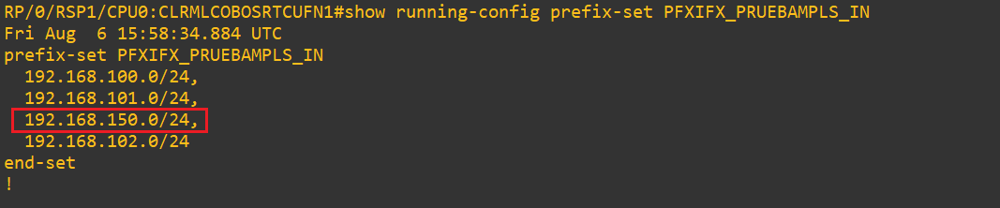 RP/0/RSP1/CPU0:CLRMLCOBOSRTCUFN1#show running-config prefix-set PFXIFX_PRUEBAMPLS_IN
Fri Aug  6 15:58:34.884 UTC
prefix-set PFXIFX_PRUEBAMPLS_IN
  192.168.100.0/24,
  192.168.101.0/24,
  192.168.150.0/24,
  192.168.102.0/24
end-set
!